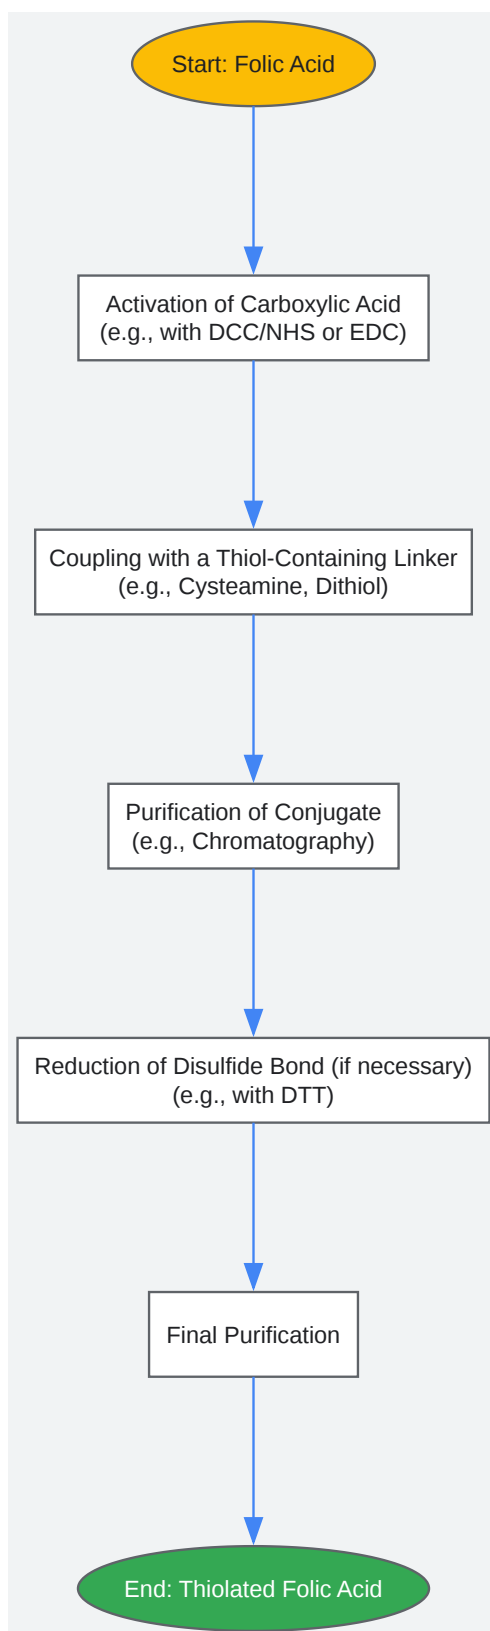 Start: Folic Acid
Activation of Carboxylic Acid
(e.g., with DCC/NHS or EDC)
Coupling with a Thiol-Containing Linker
(e.g., Cysteamine, Dithiol)
Purification of Conjugate
(e.g., Chromatography)
Reduction of Disulfide Bond (if necessary)
(e.g., with DTT)
Final Purification
End: Thiolated Folic Acid